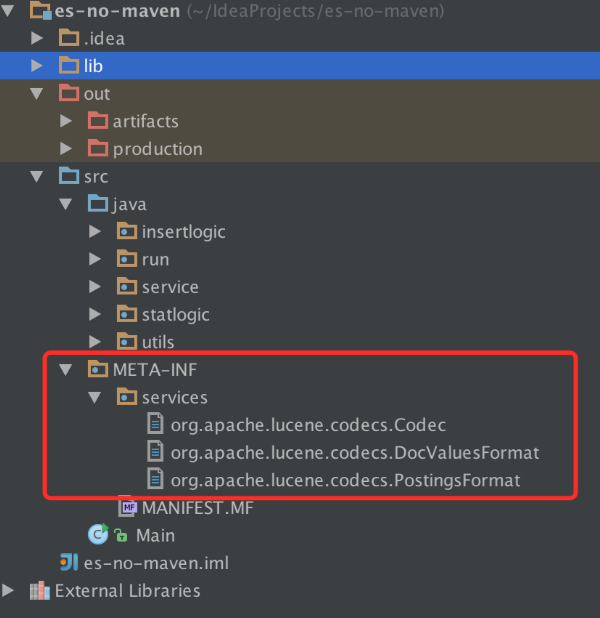 es-no-maven (~/IdeaProjects/es-no-maven)
.idea
lib
out
artifacts
production
src
java
insertlogic
run
service
statlogic
utils
META-INF
services
org.apache.lucene.codecs.Codec
org.apache.lucene.codecs.DocValuesFormat
org.apache.lucene.codecs.PostingsFormat
MF MANIFEST.MF
C Main
es-no-maven.iml
External Libraries